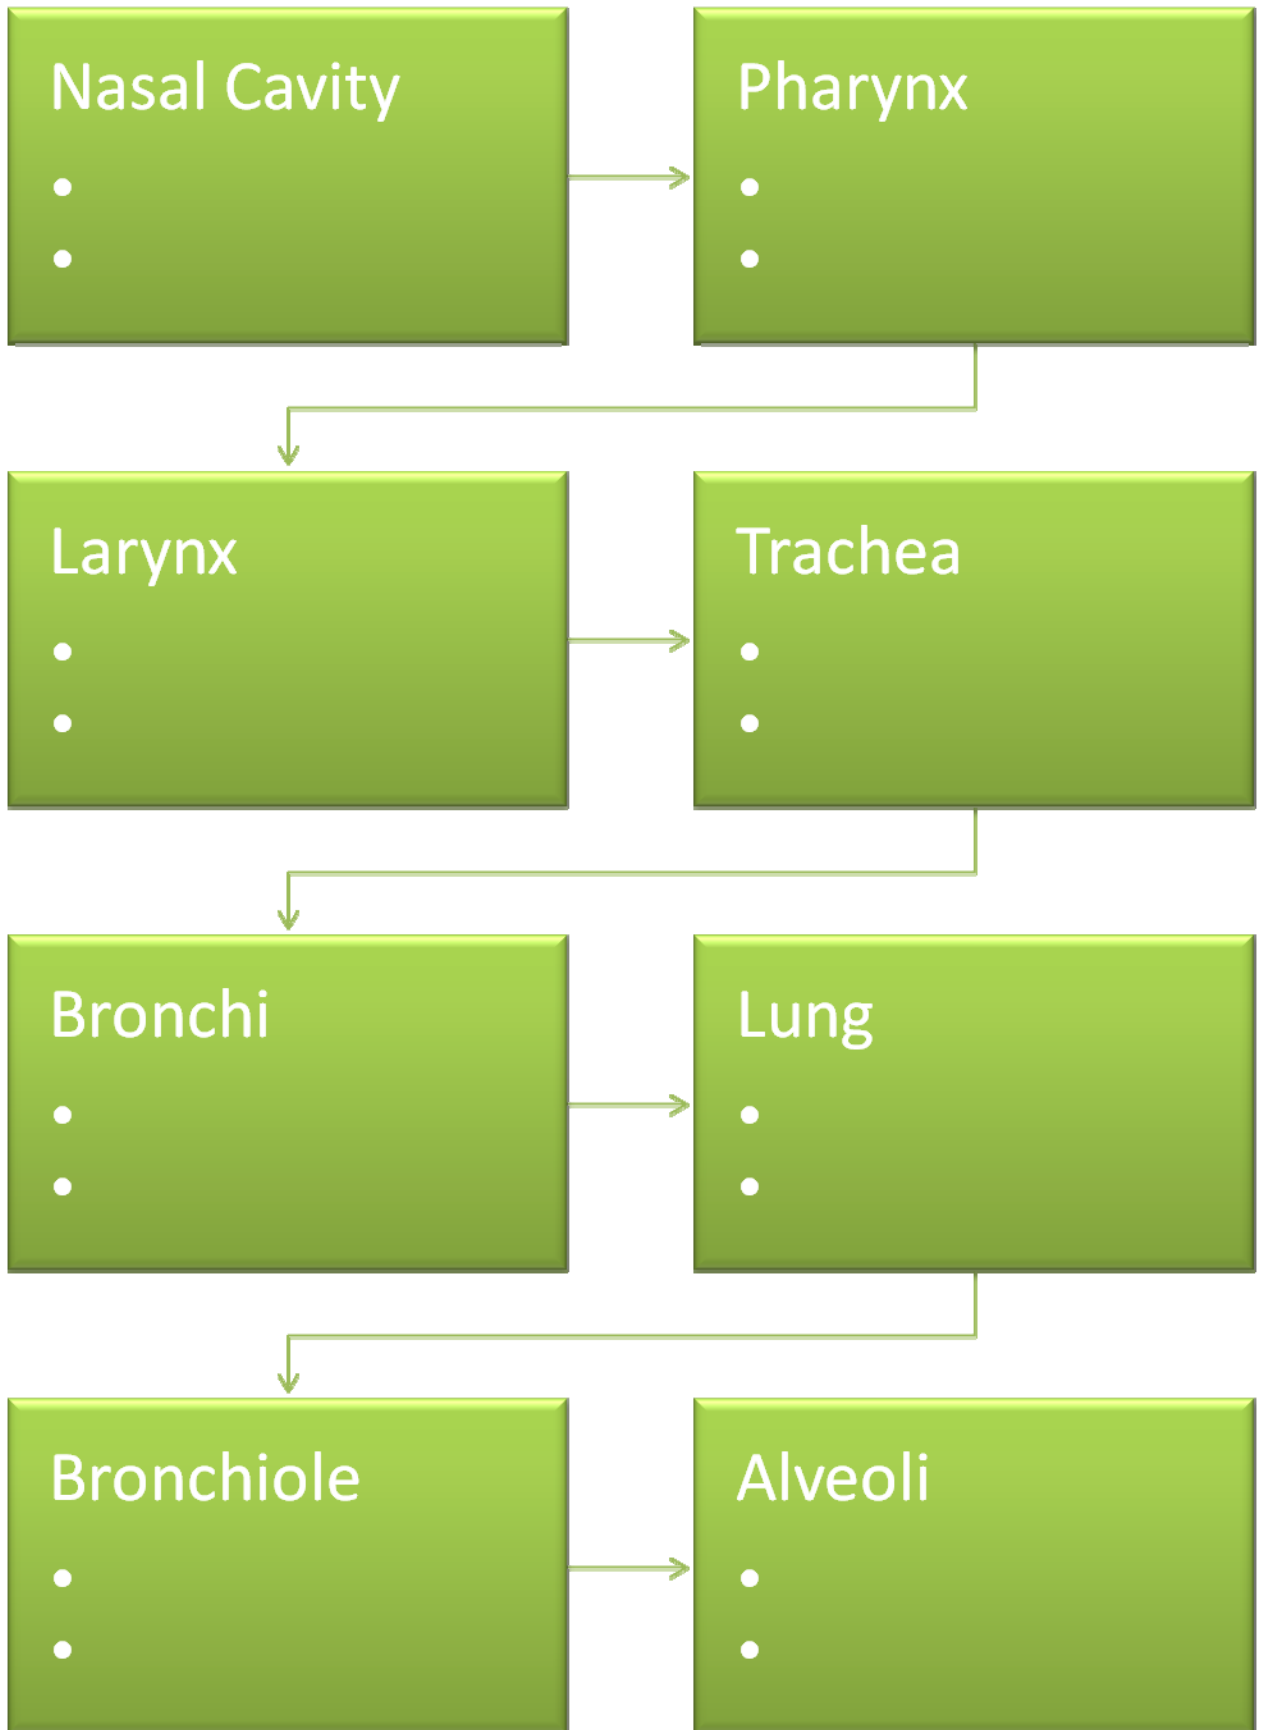 Nasal Cavity
•
•
Pharynx
•
•
Larynx
•
•
Trachea
•
•
Bronchi
•
•
Lung
•
•
Bronchiole
•
•
Alveoli
•
•